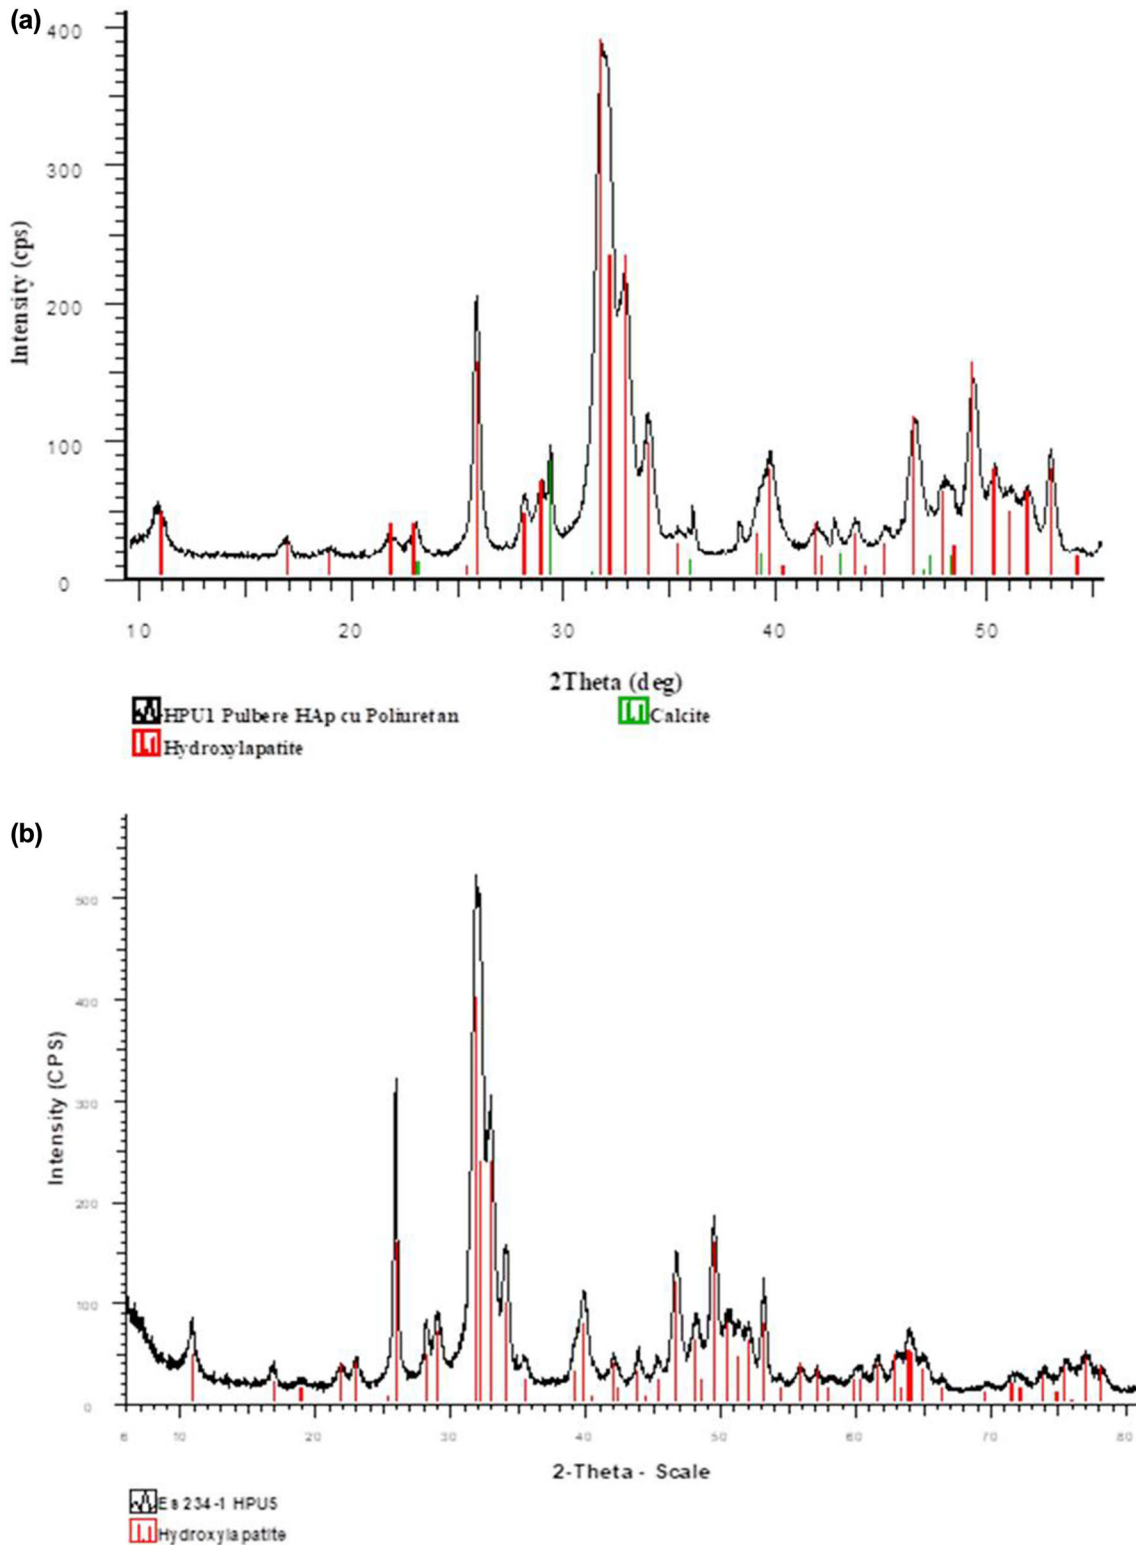 (a)
400
300
200
100
0
Intensity (cps)
10 20 30 40 50
2Theta (deg)
HPU1 Pulbere HAp cu Poliuretan
Calcite
Hydroxylapatite
(b)
500
400
300
200
100
0
Intensity (CPS)
6 10 20 30 40 50 60 70 80
2-Theta - Scale
Es 234-1 HPU5
Hydroxylapatite